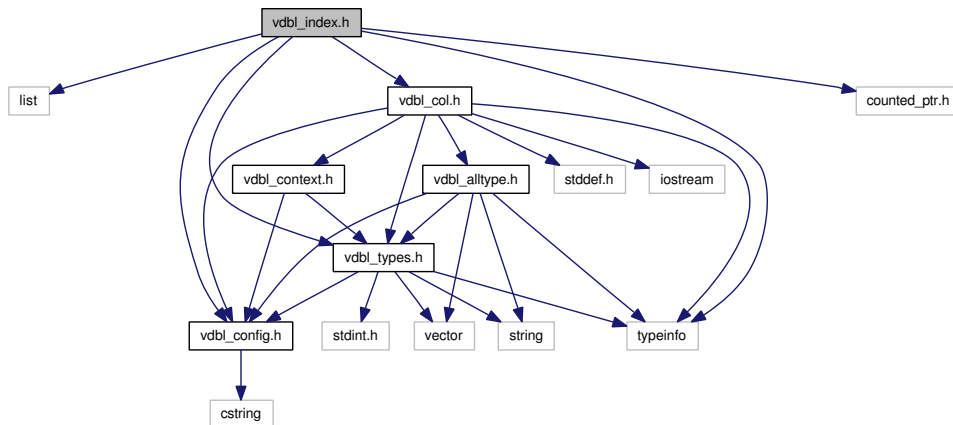 vdbl_index.h
list
vdbl_col.h
counted_ptr.h
vdbl_context.h
vdbl_alltype.h
stddef.h
iostream
vdbl_types.h
vdbl_config.h
stdint.h
vector
string
typeinfo
cstring